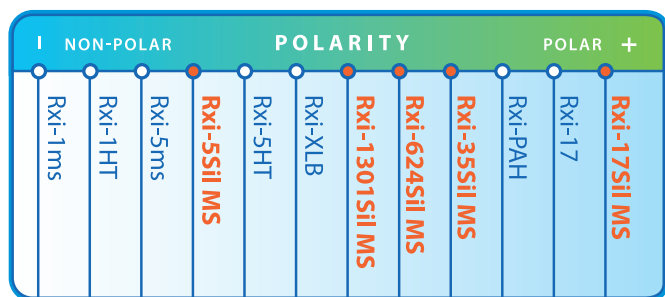 – NON-POLAR POLARITY POLAR +
Rxi-1ms
Rxi-1HT
Rxi-5ms
Rxi-5Sil MS
Rxi-5HT
Rxi-XLB
Rxi-1301Sil MS
Rxi-624Sil MS
Rxi-35Sil MS
Rxi-PAH
Rxi-17
Rxi-17Sil MS